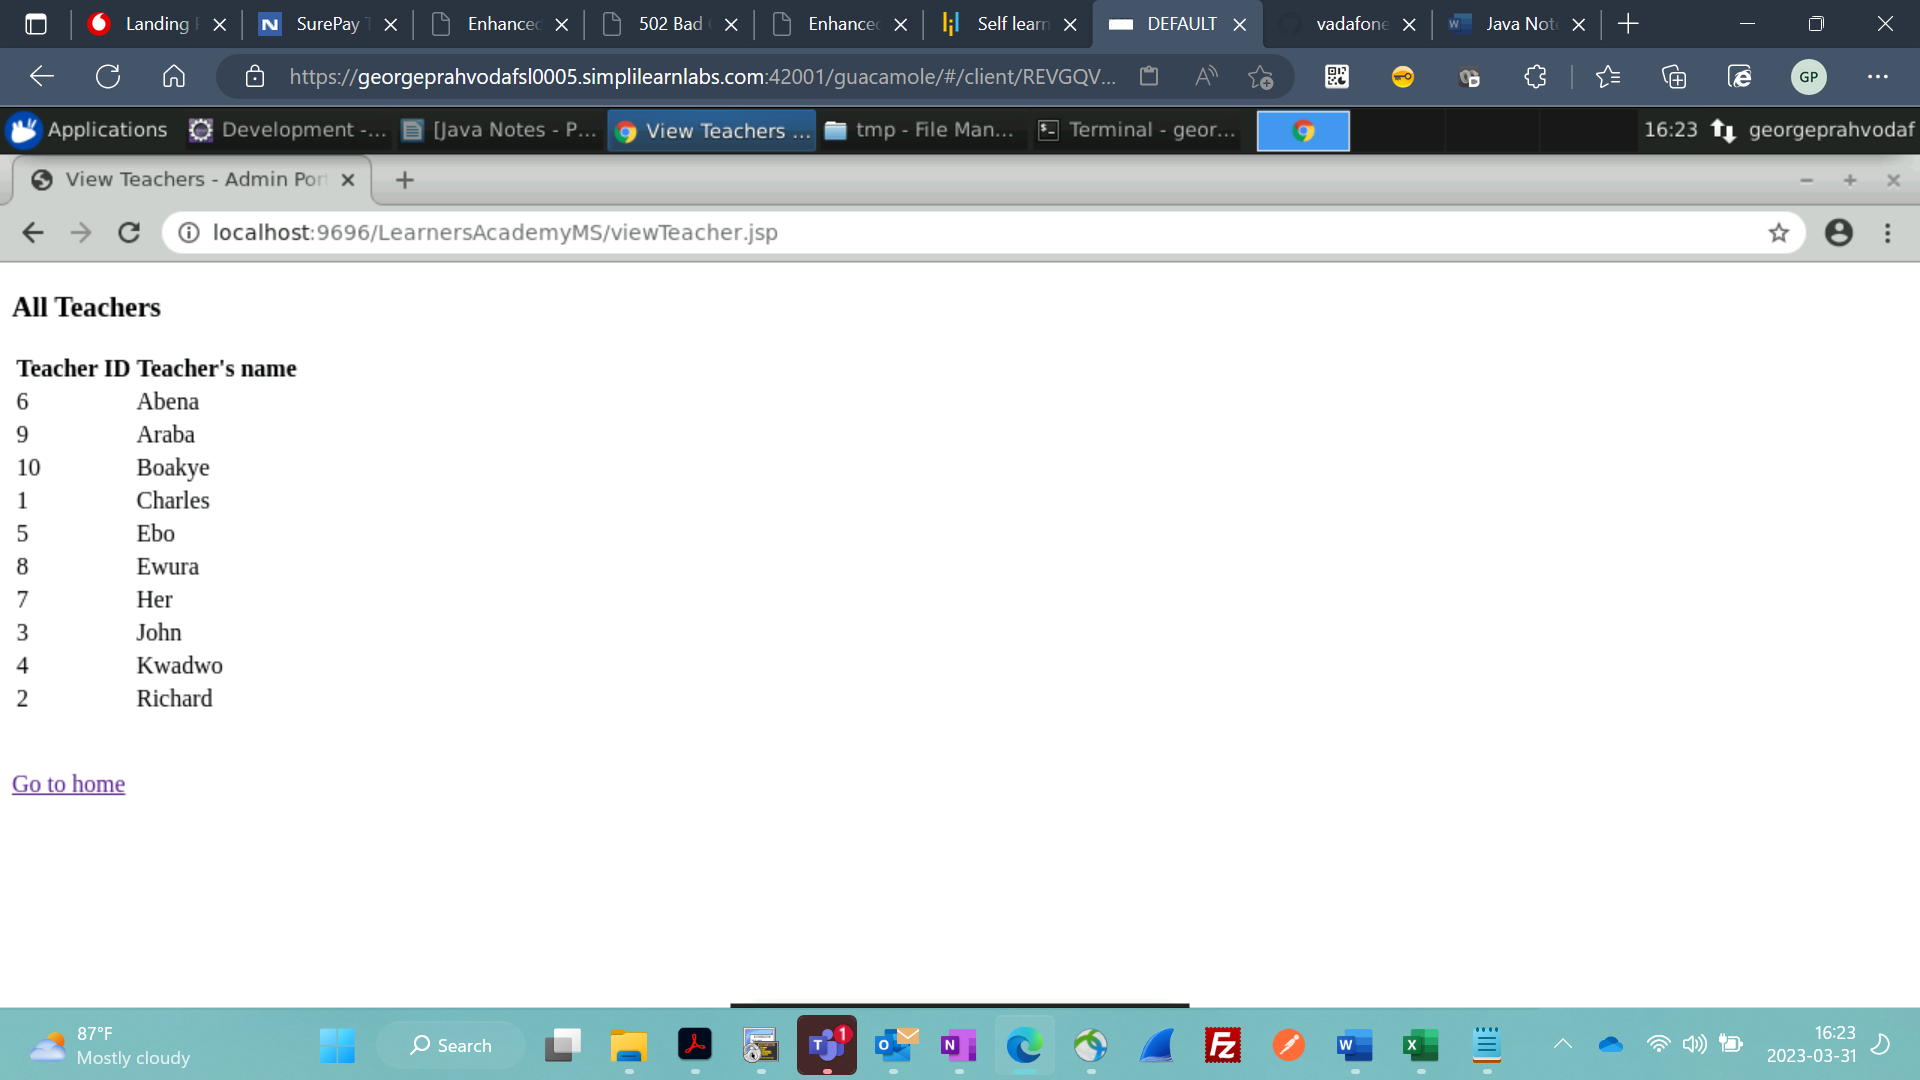 Landing
SurePay
Enhanced
502 Bad
Enhanced
Self learn
DEFAULT
vadafone
Java Not
https://georgeprahvodafsl0005.simplilearnlabs.com:42001/guacamole/#/client/REVGQV...
GP
Applications
Development -...
[Java Notes - P...
View Teachers ...
tmp - File Man...
Terminal - geor...
16:23
georgeprahvodaf
View Teachers - Admin Port
localhost:9696/LearnersAcademyMS/viewTeacher.jsp
All Teachers
Teacher ID Teacher's name
6 Abena
9 Araba
10 Boakye
1 Charles
5 Ebo
8 Ewura
7 Her
3 John
4 Kwadwo
2 Richard
Go to home
87°F
Mostly cloudy
Search
1
16:23
2023-03-31